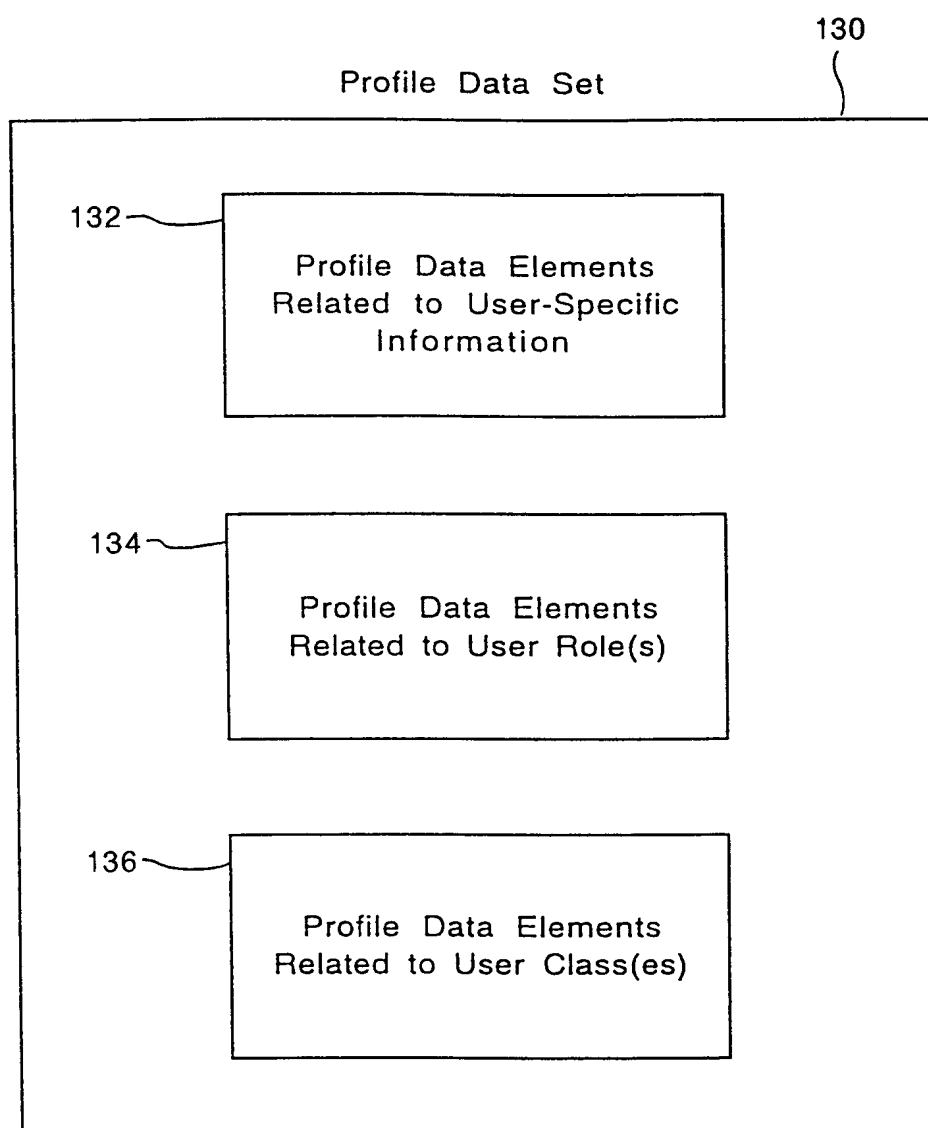 130
Profile Data Set
132
Profile Data Elements
Related to User-Specific
Information
134
Profile Data Elements
Related to User Role(s)
136
Profile Data Elements
Related to User Class(es)